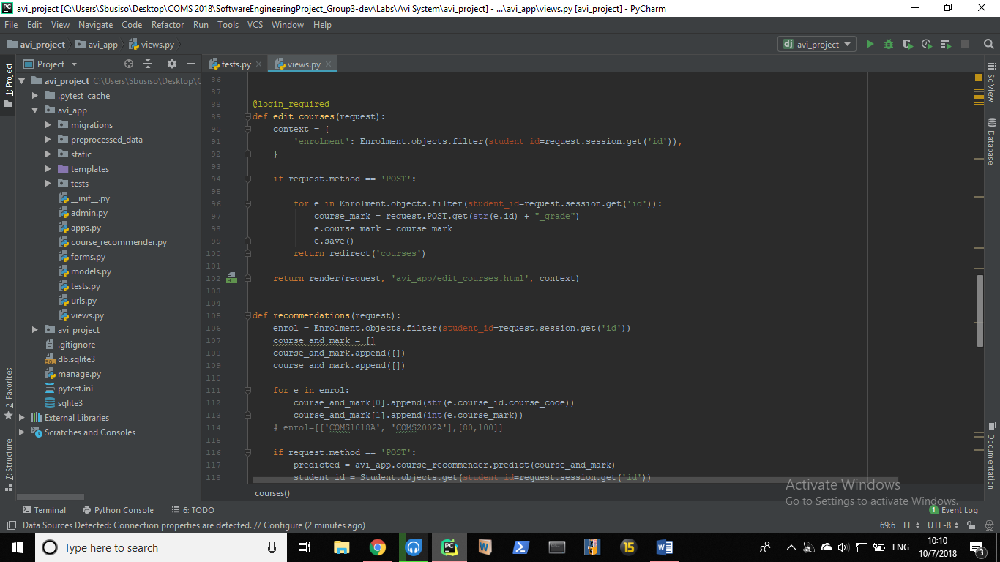 avi_project [C:\Users\Sbusiso\Desktop\COMS 2018\SoftwareEngineeringProject_Group3-dev\Labs\Avi System\avi_project] - ...\avi_app\views.py [avi_project] - PyCharm
File Edit View Navigate Code Refactor Run Tools VCS Window Help
avi_project avi_app views.py
avi_project
Project
tests.py views.py
1: Project
2: Favorites
7: Structure
avi_project C:\Users\Sbusiso\Desktop\C
.pytest_cache
avi_app
migrations
preprocessed_data
static
templates
tests
__init__.py
admin.py
apps.py
course_recommender.py
forms.py
models.py
tests.py
urls.py
views.py
avi_project
.gitignore
db.sqlite3
manage.py
pytest.ini
sqlite3
External Libraries
Scratches and Consoles
86
87
88 @login_required
89 def edit_courses(request):
90 context = {
91 'enrolment': Enrolment.objects.filter(student_id=request.session.get('id')),
92 }
93
94 if request.method == 'POST':
95
96 for e in Enrolment.objects.filter(student_id=request.session.get('id')):
97 course_mark = request.POST.get(str(e.id) + "_grade")
98 e.course_mark = course_mark
99 e.save()
100 return redirect('courses')
101
102 return render(request, 'avi_app/edit_courses.html', context)
103
104
105 def recommendations(request):
106 enrol = Enrolment.objects.filter(student_id=request.session.get('id'))
107 course_and_mark = []
108 course_and_mark.append([])
109 course_and_mark.append([])
110
111 for e in enrol:
112 course_and_mark[0].append(str(e.course_id.course_code))
113 course_and_mark[1].append(int(e.course_mark))
114 # enrol=[['COMS1018A', 'COMS2002A'],[80,100]]
115
116 if request.method == 'POST':
117 predicted = avi_app.course_recommender.predict(course_and_mark)
118 student_id = Student.objects.get(student_id=request.session.get('id'))
courses()
SciView
Database
Documentation
Activate Windows
Go to Settings to activate Windows.
Terminal Python Console 6: TODO 1 Event Log
Data Sources Detected: Connection properties are detected. // Configure (2 minutes ago) 69:6 LF UTF-8
Type here to search
15
ENG
10:10
10/7/2018
3